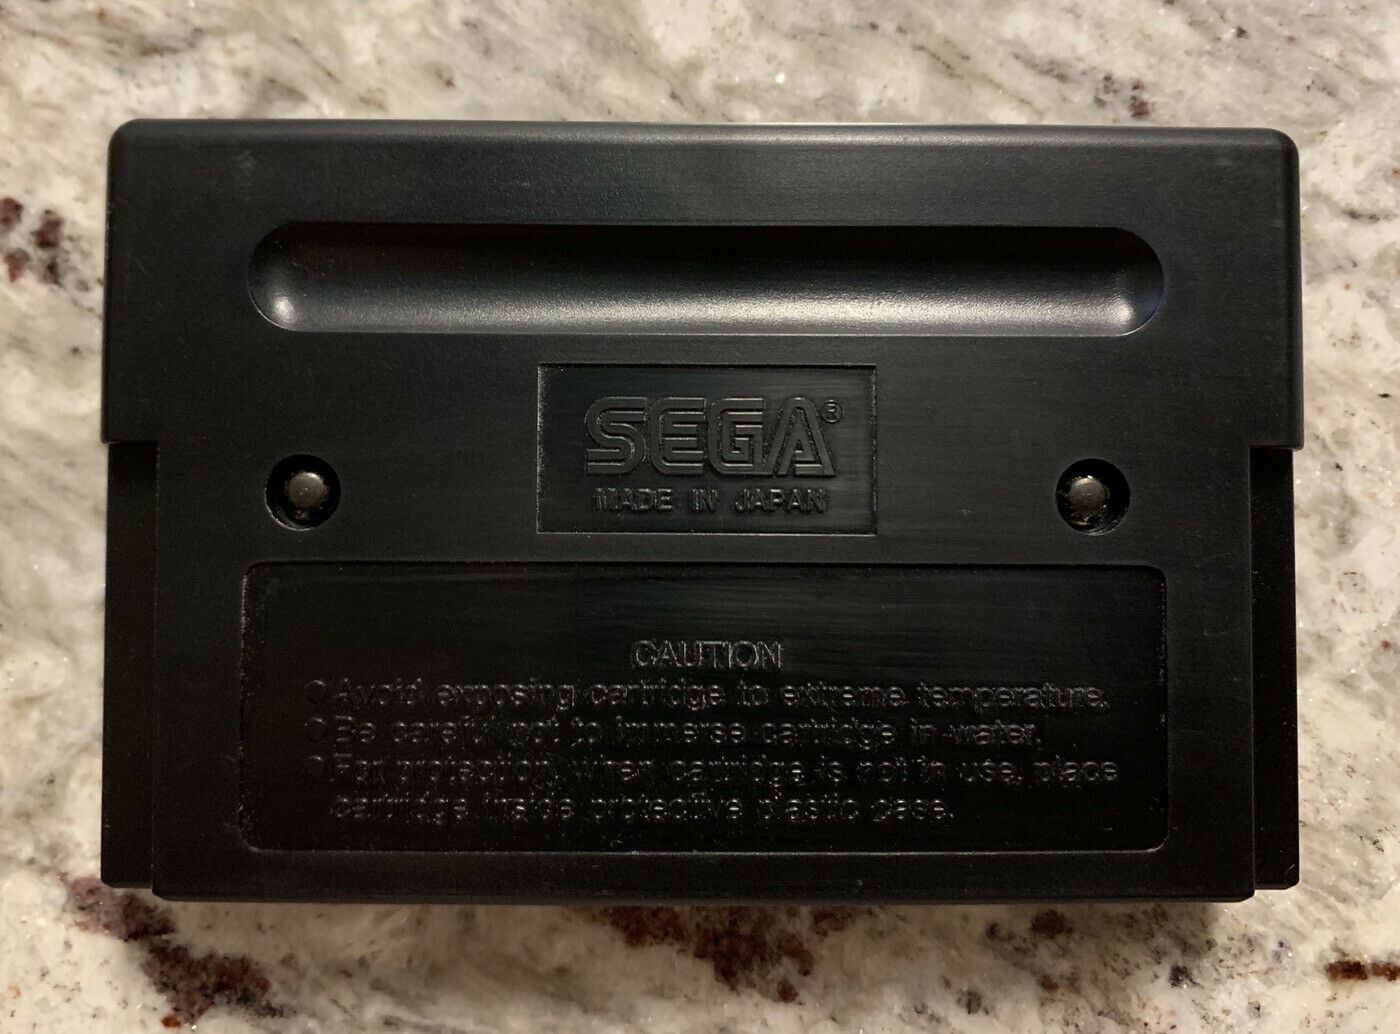 SEGA®
MADE IN JAPAN
CAUTION
• Avoid exposing cartridge to extreme temperature.
• Be careful not to immerse cartridge in water.
• For protection, when cartridge is not in use, place
cartridge inside protective plastic case.